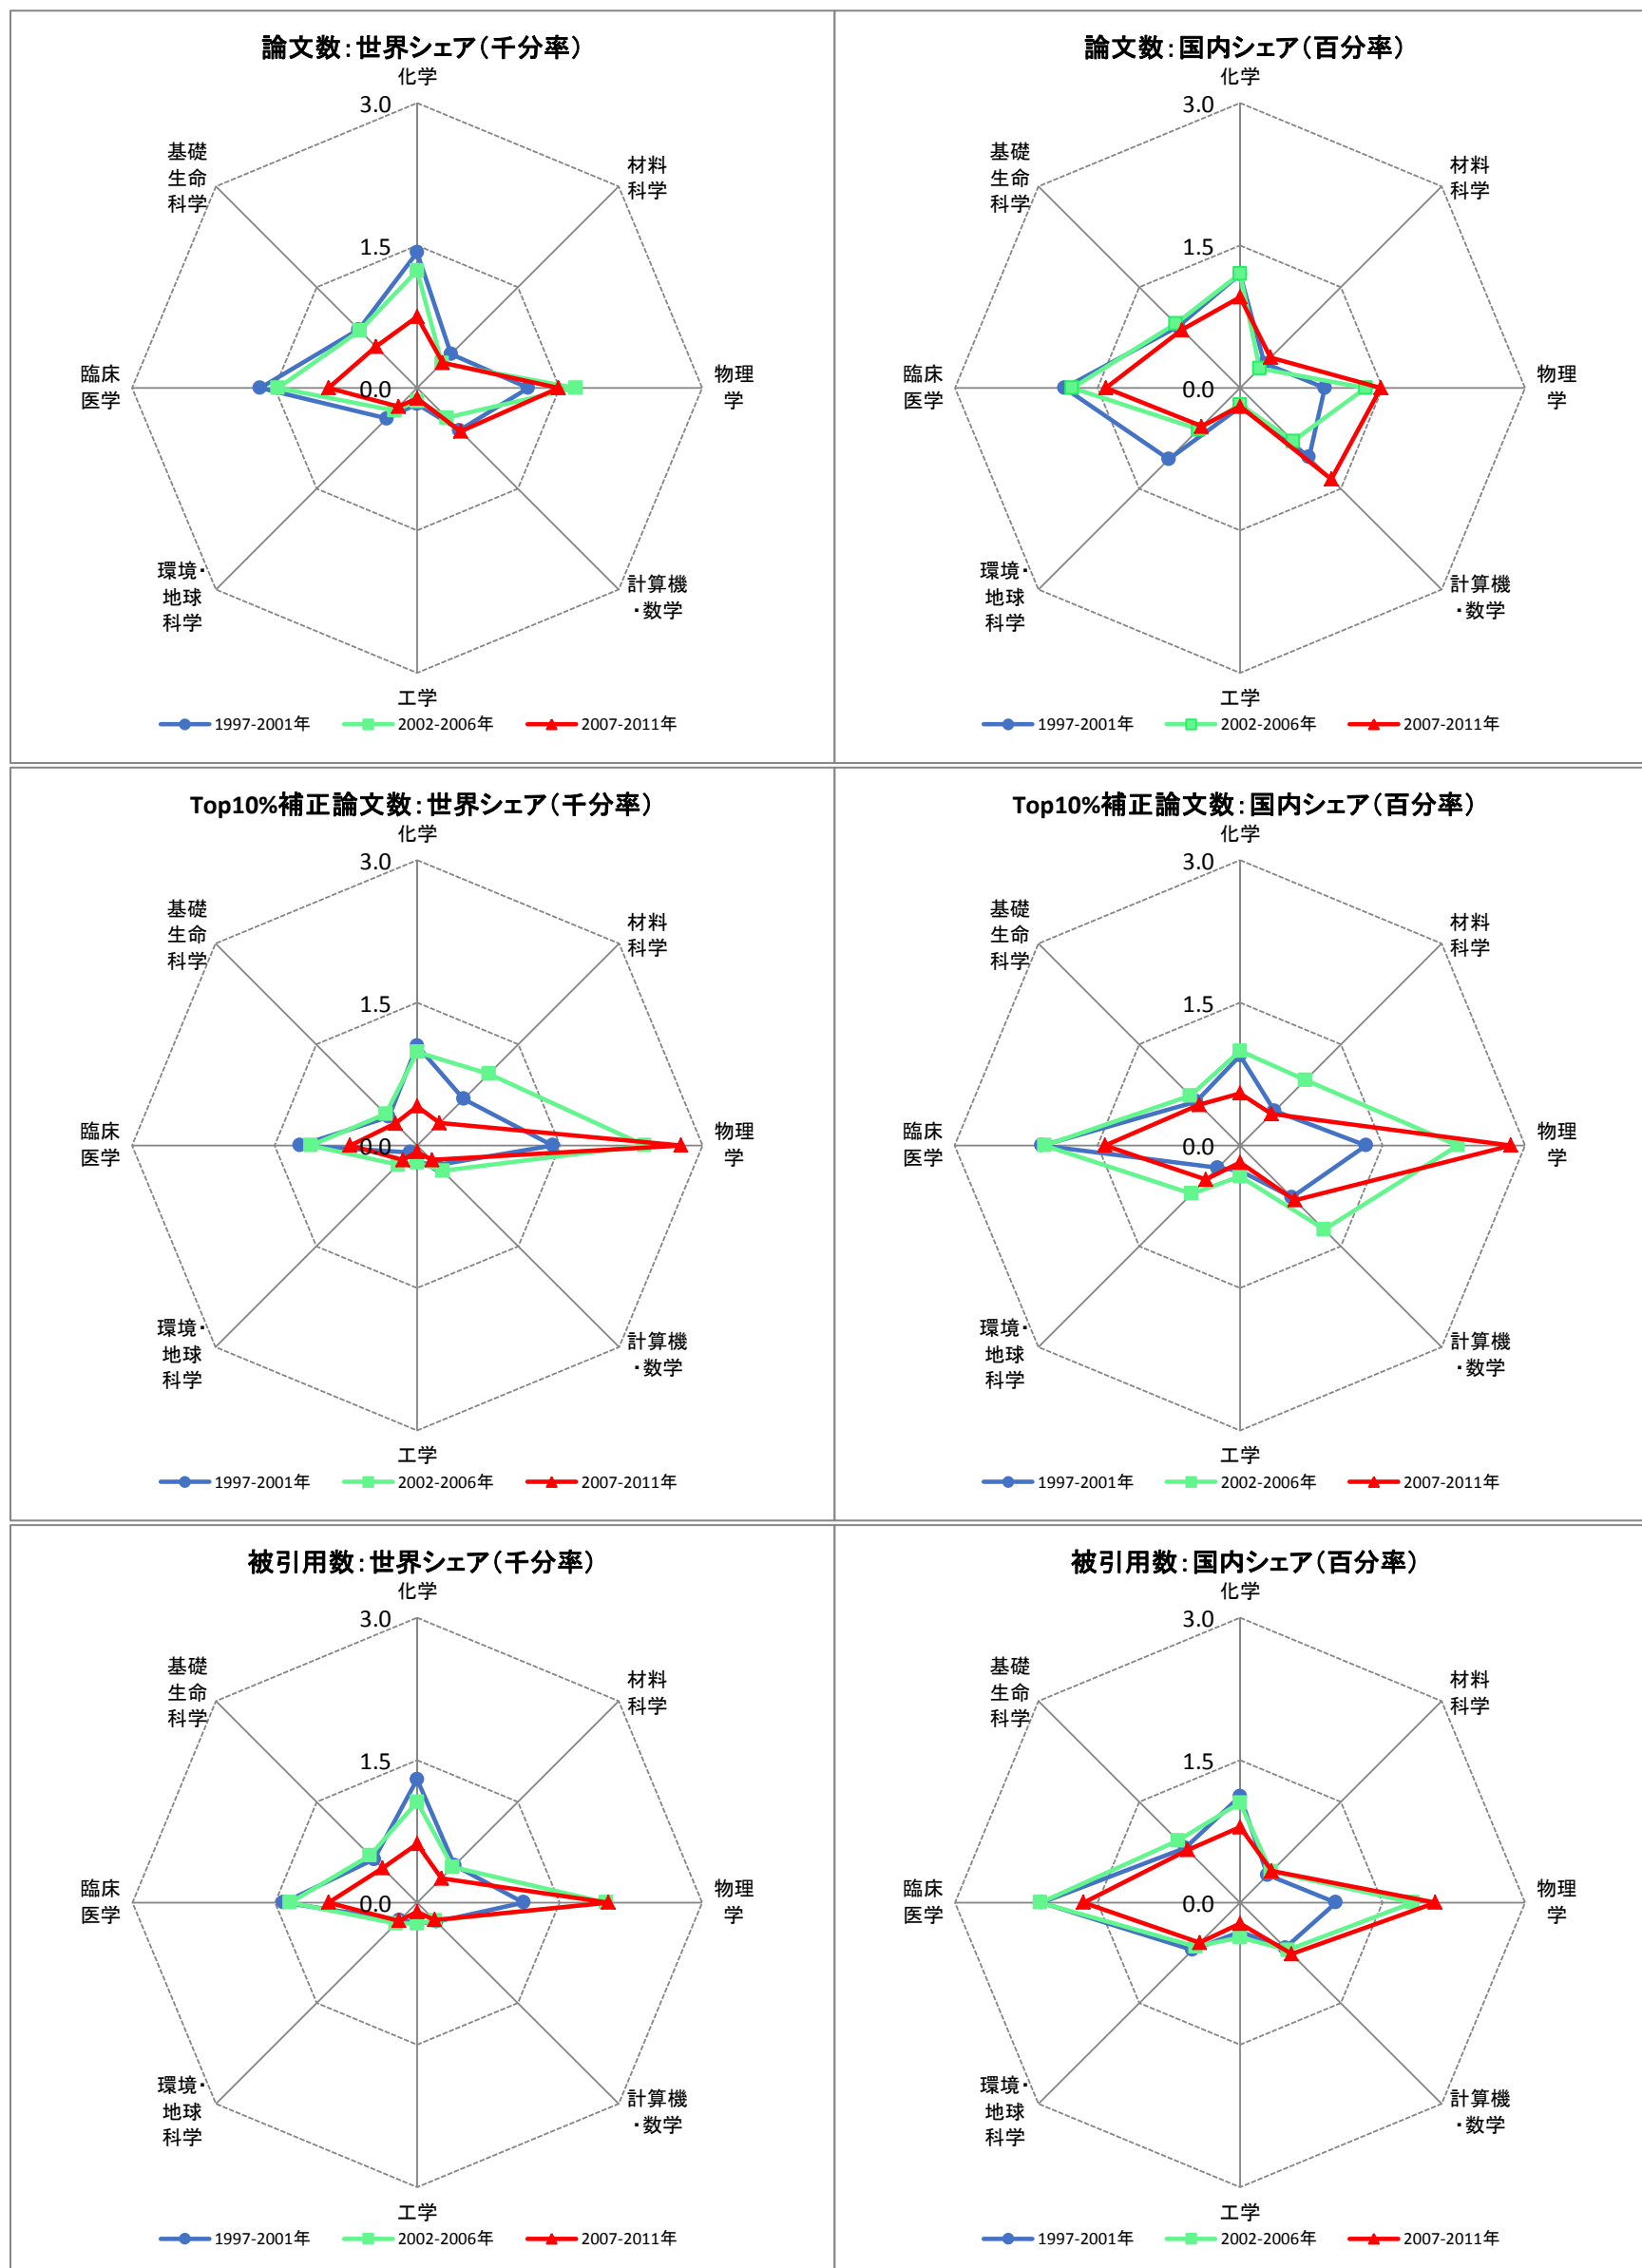 論文数：世界シェア（千分率）
化学
3.0
基礎
生命
科学
材料
科学
1.5
臨床
医学
0.0
物理
学
環境・
地球
科学
計算機
・数学
工学
1997-2001年 2002-2006年 2007-2011年
論文数：国内シェア（百分率）
化学
3.0
基礎
生命
科学
材料
科学
1.5
臨床
医学
0.0
物理
学
環境・
地球
科学
計算機
・数学
工学
1997-2001年 2002-2006年 2007-2011年
Top10%補正論文数：世界シェア（千分率）
化学
3.0
基礎
生命
科学
材料
科学
1.5
臨床
医学
0.0
物理
学
環境・
地球
科学
計算機
・数学
工学
1997-2001年 2002-2006年 2007-2011年
Top10%補正論文数：国内シェア（百分率）
化学
3.0
基礎
生命
科学
材料
科学
1.5
臨床
医学
0.0
物理
学
環境・
地球
科学
計算機
・数学
工学
1997-2001年 2002-2006年 2007-2011年
被引用数：世界シェア（千分率）
化学
3.0
基礎
生命
科学
材料
科学
1.5
臨床
医学
0.0
物理
学
環境・
地球
科学
計算機
・数学
工学
1997-2001年 2002-2006年 2007-2011年
被引用数：国内シェア（百分率）
化学
3.0
基礎
生命
科学
材料
科学
1.5
臨床
医学
0.0
物理
学
環境・
地球
科学
計算機
・数学
工学
1997-2001年 2002-2006年 2007-2011年